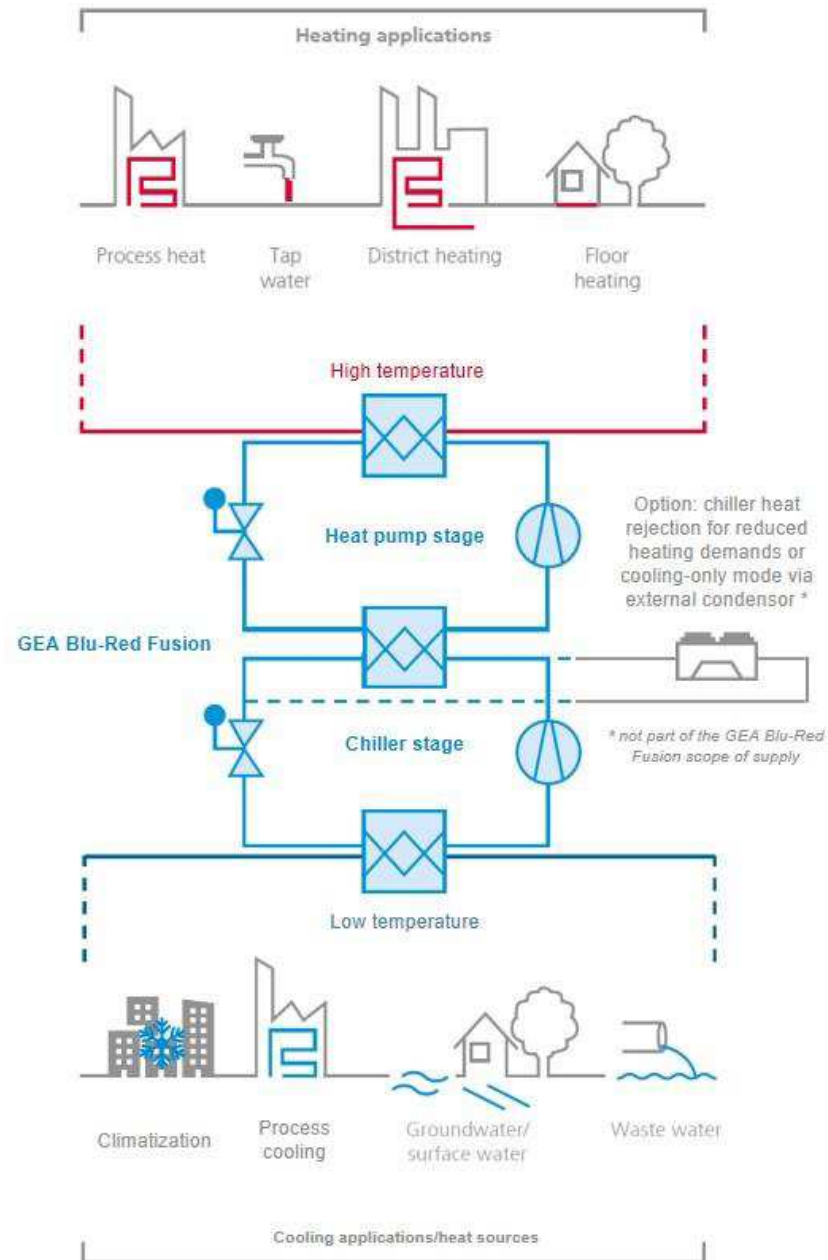 Heating applications
Process heat
Tap
water
District heating
Floor
heating
High temperature
Heat pump stage
Option: chiller heat
rejection for reduced
heating demands or
cooling-only mode via
external condensor *
GEA Blu-Red Fusion
Chiller stage
* not part of the GEA Blu-Red
Fusion scope of supply
Low temperature
Climatization
Process
cooling
Groundwater/
surface water
Waste water
Cooling applications/heat sources